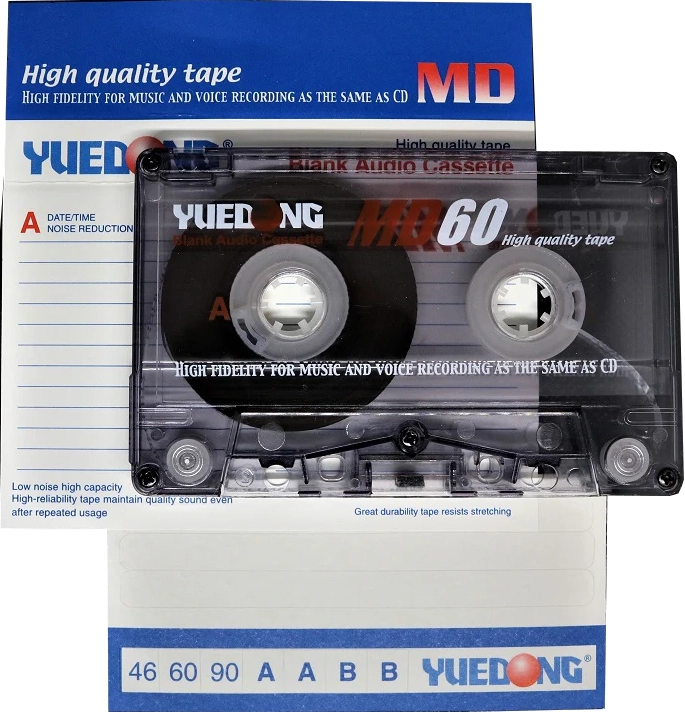 High quality tape
HIGH FIDELITY FOR MUSIC AND VOICE RECORDING AS THE SAME AS CD MD
YUEDONG®
High quality tape
Blank Audio Cassette
A DATE/TIME
NOISE REDUCTION
YUEDONG MD60 High quality tape
YUEDONG
Blank Audio Cassette
A
HIGH FIDELITY FOR MUSIC AND VOICE RECORDING AS THE SAME AS CD
Low noise high capacity
High-reliability tape maintain quality sound even
after repeated usage
Great durability tape resists stretching
46 60 90 A A B B YUEDONG®